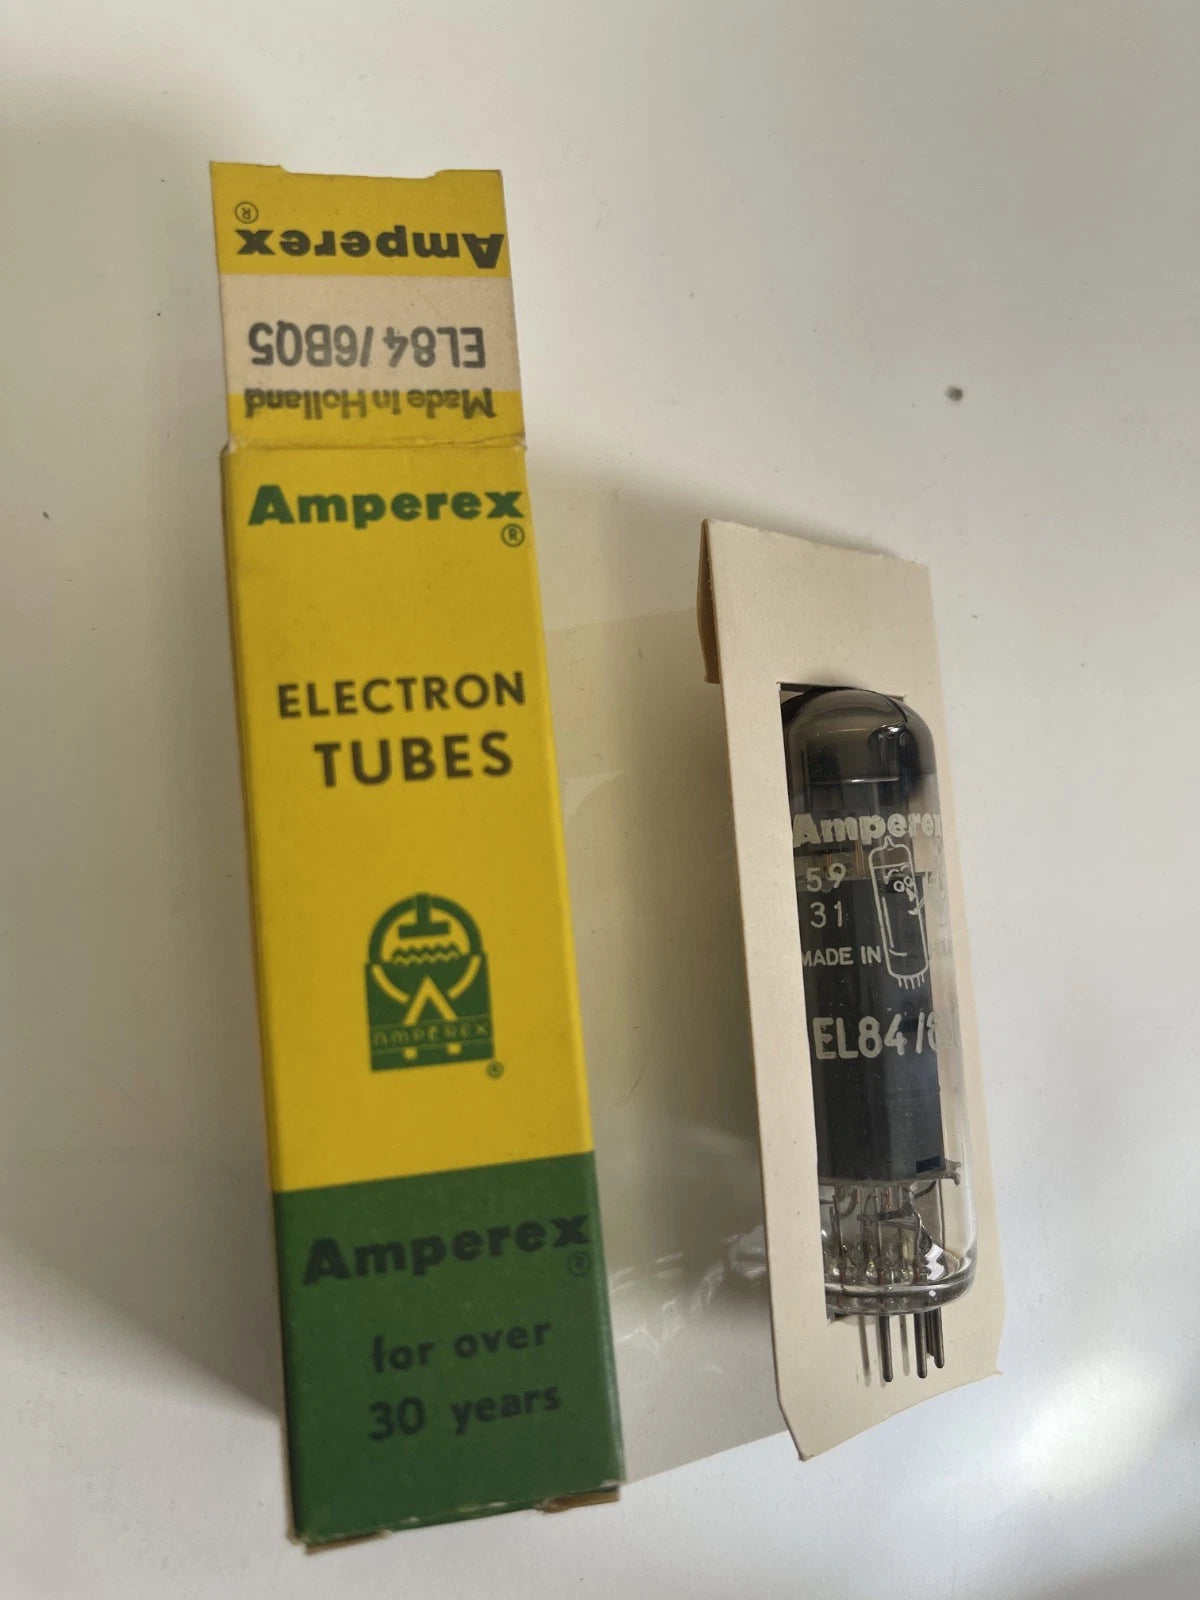 Amperex ®
EL84/6BQ5
Made in Holland
Amperex
®
ELECTRON
TUBES
AMPEREX
®
Amperex
®
for over
30 years
Amperex
59
31
MADE IN
EL84/6